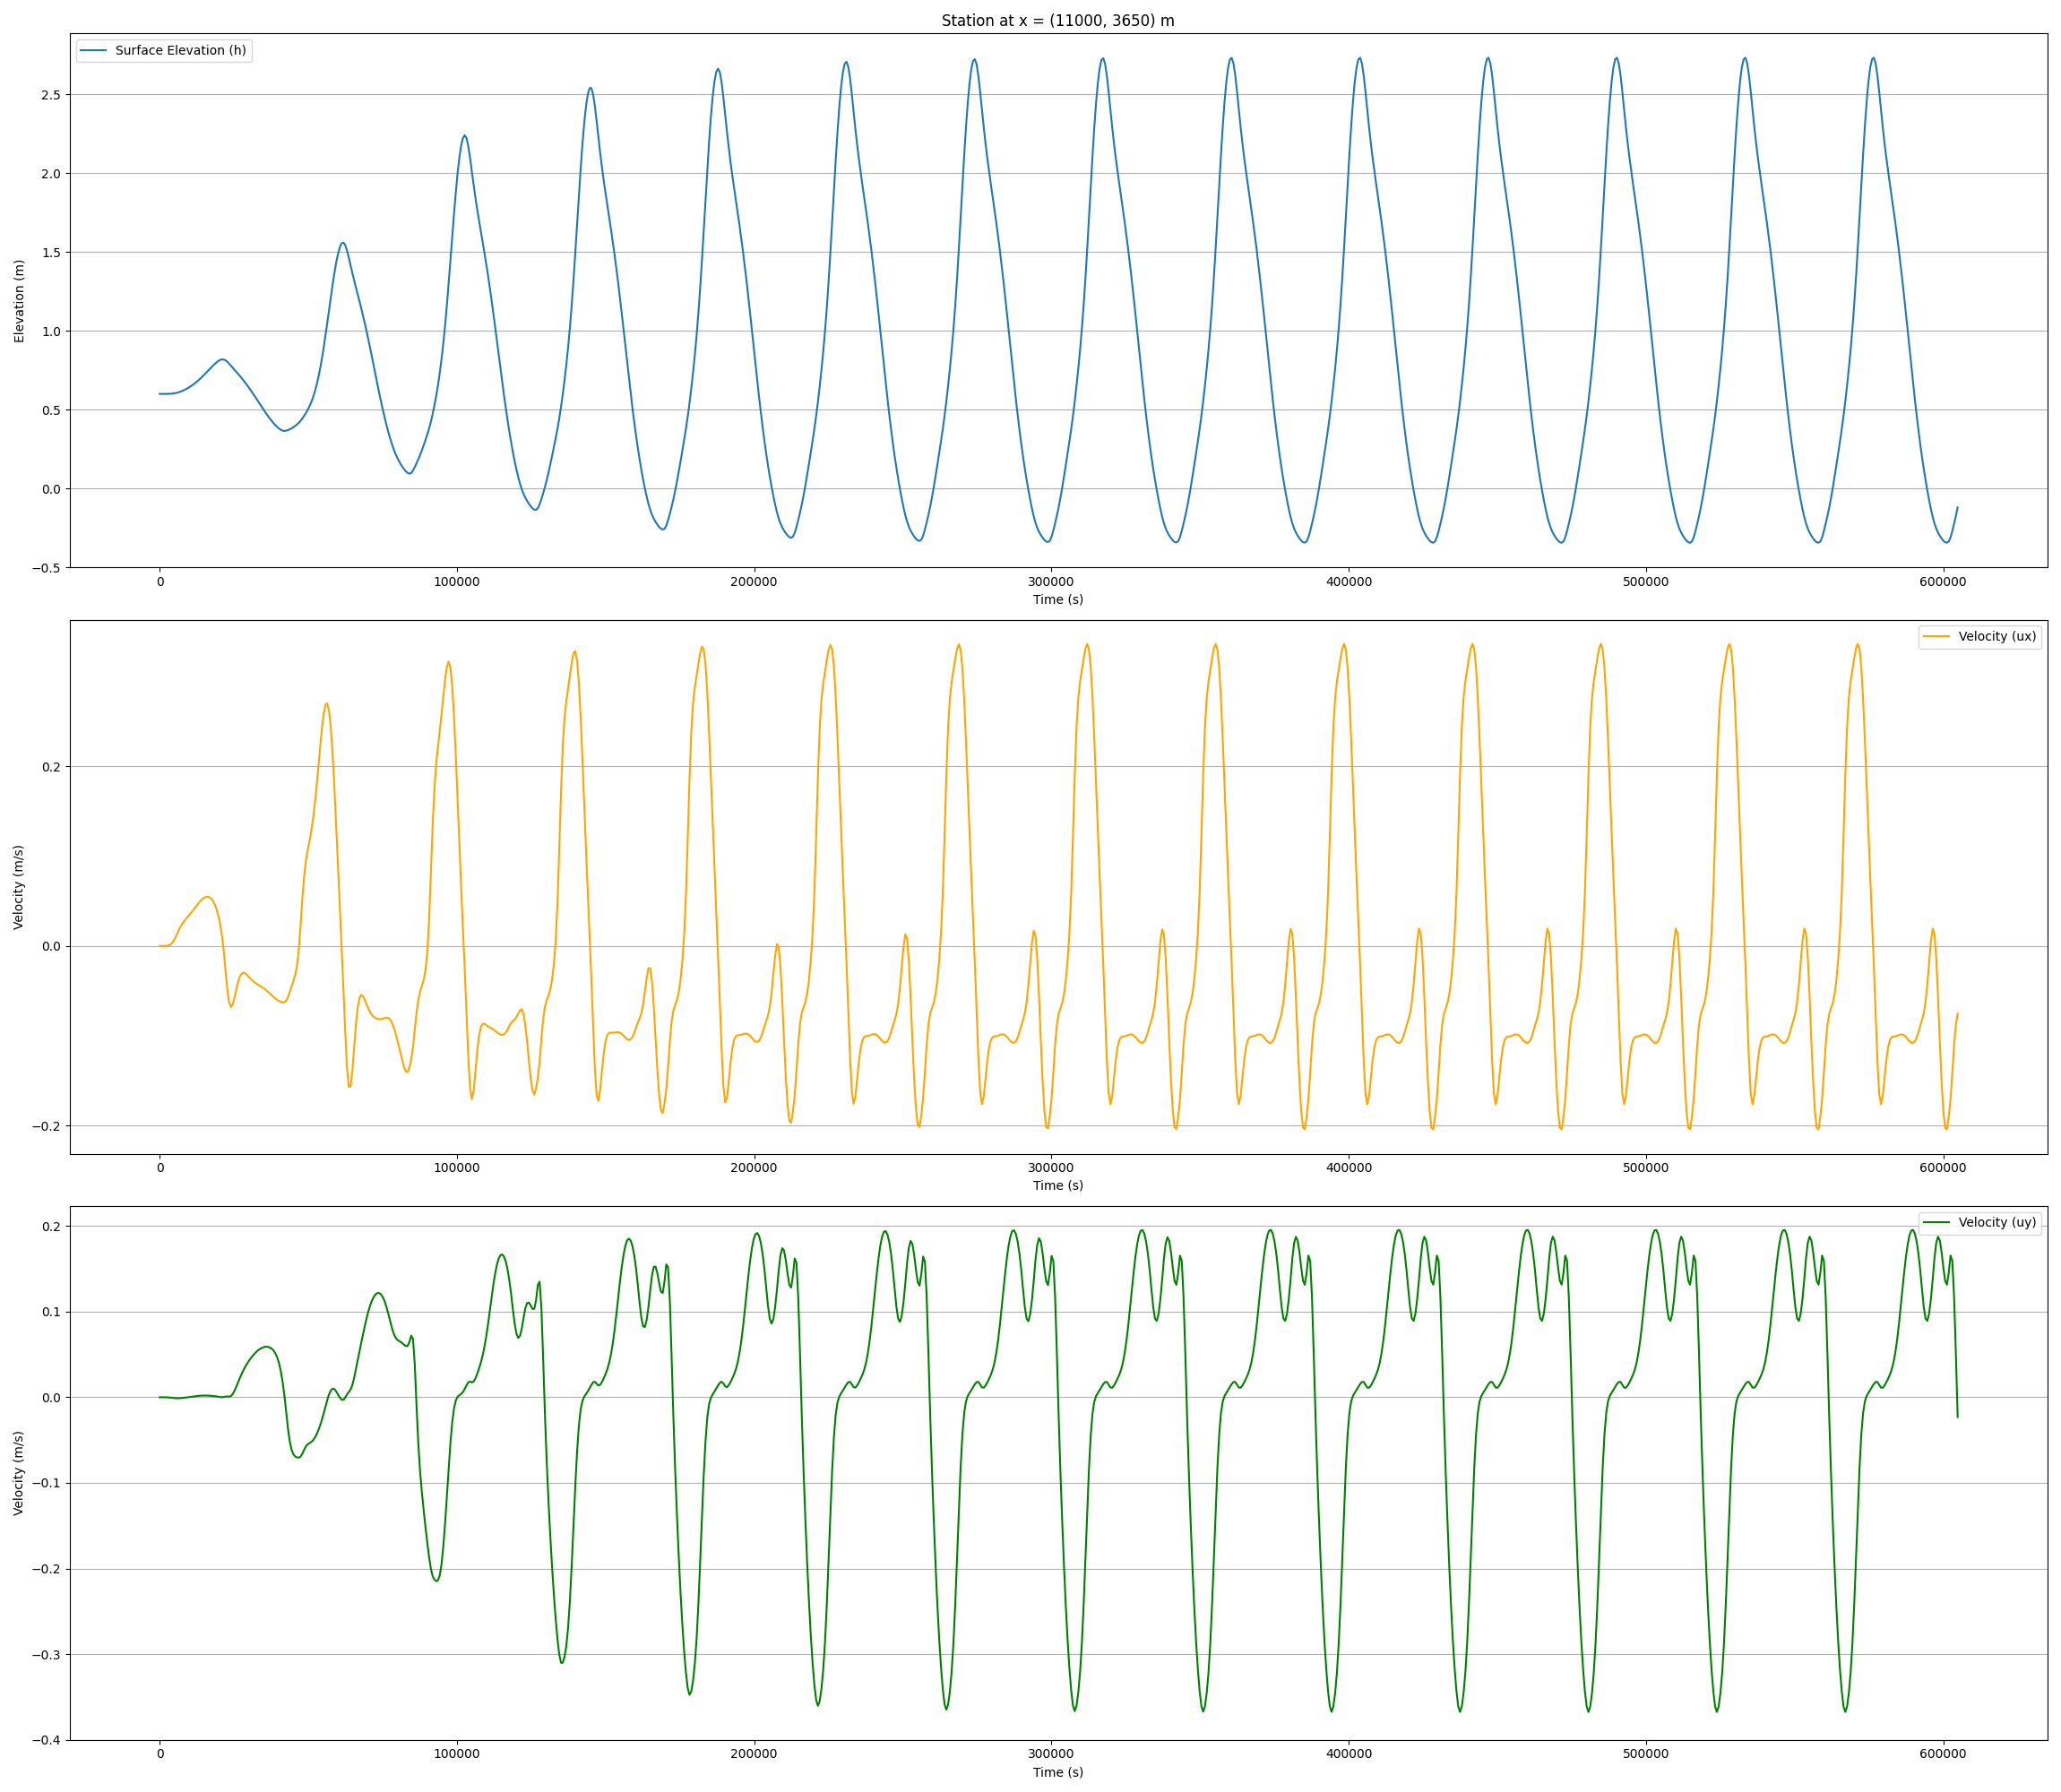 Station at x = (11000, 3650) m
Surface Elevation (h)
Elevation (m)
2.5
2.0
1.5
1.0
0.5
0.0
−0.5
0 100000 200000 300000 400000 500000 600000
Time (s)
Velocity (ux)
Velocity (m/s)
0.2
0.0
−0.2
0 100000 200000 300000 400000 500000 600000
Time (s)
Velocity (uy)
Velocity (m/s)
0.2
0.1
0.0
−0.1
−0.2
−0.3
−0.4
0 100000 200000 300000 400000 500000 600000
Time (s)